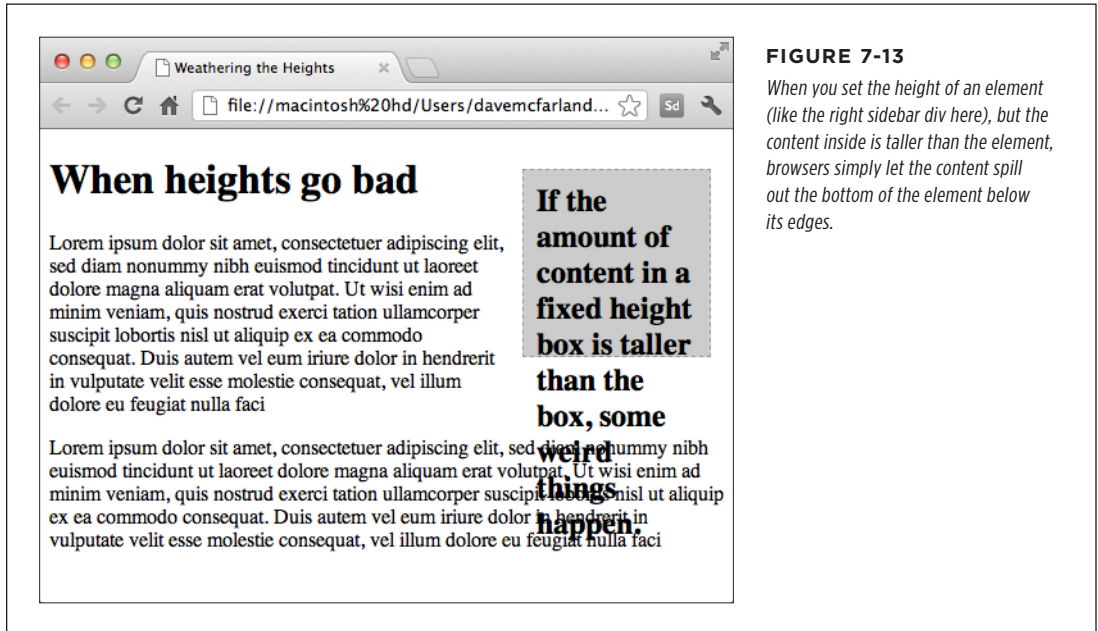 Weathering the Heights
file://macintosh%20hd/Users/davemcfarland...
Sd
When heights go bad
Lorem ipsum dolor sit amet, consectetuer adipiscing elit,
sed diam nonummy nibh euismod tincidunt ut laoreet
dolore magna aliquam erat volutpat. Ut wisi enim ad
minim veniam, quis nostrud exerci tation ullamcorper
suscipit lobortis nisl ut aliquip ex ea commodo
consequat. Duis autem vel eum iriure dolor in hendrerit
in vulputate velit esse molestie consequat, vel illum
dolore eu feugiat nulla faci
If the
amount of
content in a
fixed height
box is taller
than the
box, some
weird
things
happen.
Lorem ipsum dolor sit amet, consectetuer adipiscing elit, sed diam nonummy nibh
euismod tincidunt ut laoreet dolore magna aliquam erat volutpat. Ut wisi enim ad
minim veniam, quis nostrud exerci tation ullamcorper suscipit lobortis nisl ut aliquip
ex ea commodo consequat. Duis autem vel eum iriure dolor in hendrerit in
vulputate velit esse molestie consequat, vel illum dolore eu feugiat nulla faci
FIGURE 7-13
When you set the height of an element
(like the right sidebar div here), but the
content inside is taller than the element,
browsers simply let the content spill
out the bottom of the element below
its edges.